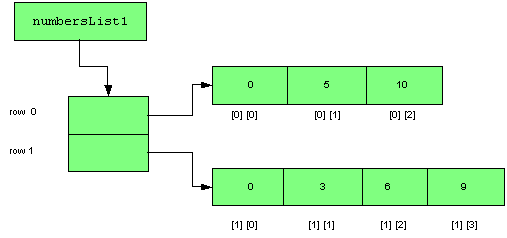 numbersList1
0 5 10
row 0
[0] [0] [0] [1] [0] [2]
row 1
0 3 6 9
[1] [0] [1] [1] [1] [2] [1] [3]